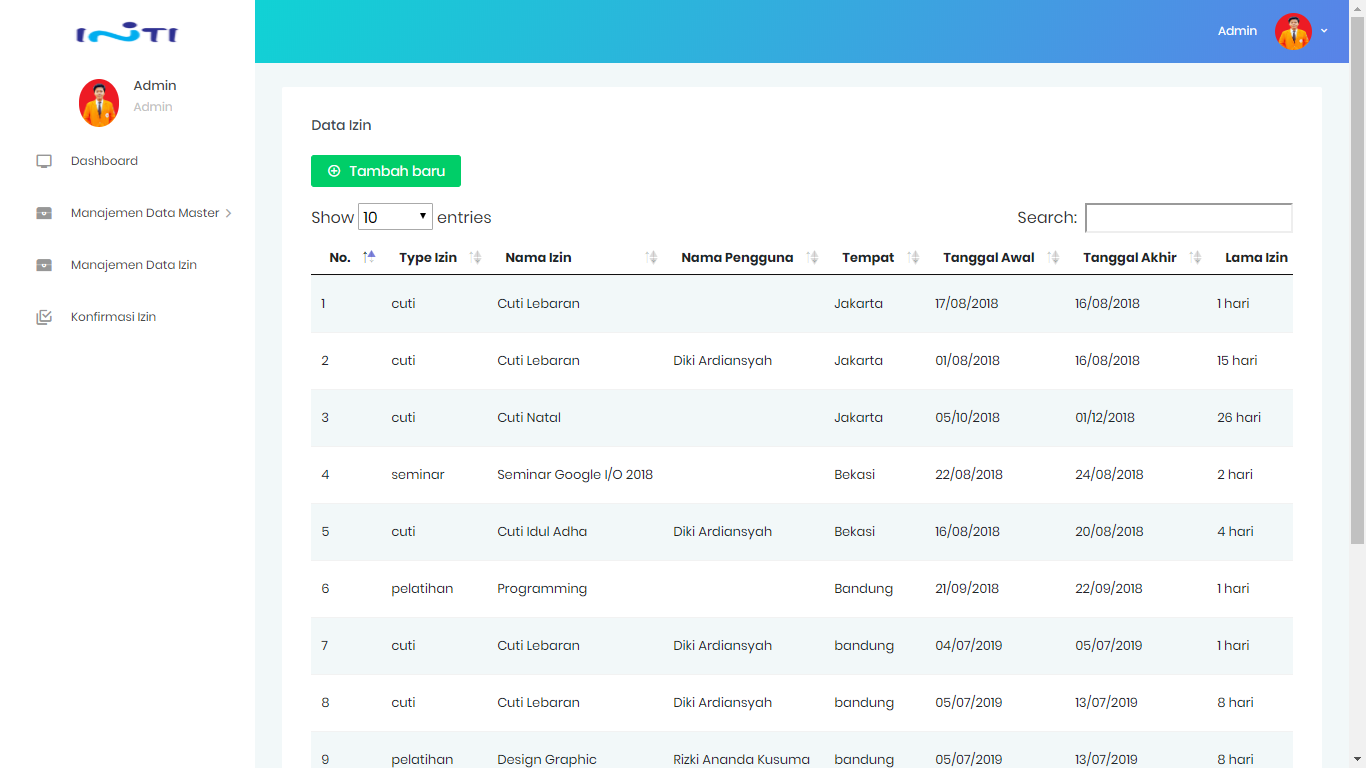 INITI
Admin
Admin
Admin
Dashboard
Manajemen Data Master
Manajemen Data Izin
Konfirmasi Izin
Data Izin
Tambah baru
Show 10 entries
Search:
No. Type Izin Nama Izin Nama Pengguna Tempat Tanggal Awal Tanggal Akhir Lama Izin
1 cuti Cuti Lebaran Jakarta 17/08/2018 16/08/2018 1 hari
2 cuti Cuti Lebaran Diki Ardiansyah Jakarta 01/08/2018 16/08/2018 15 hari
3 cuti Cuti Natal Jakarta 05/10/2018 01/12/2018 26 hari
4 seminar Seminar Google I/O 2018 Bekasi 22/08/2018 24/08/2018 2 hari
5 cuti Cuti Idul Adha Diki Ardiansyah Bekasi 16/08/2018 20/08/2018 4 hari
6 pelatihan Programming Bandung 21/09/2018 22/09/2018 1 hari
7 cuti Cuti Lebaran Diki Ardiansyah bandung 04/07/2019 05/07/2019 1 hari
8 cuti Cuti Lebaran Diki Ardiansyah bandung 05/07/2019 13/07/2019 8 hari
9 pelatihan Design Graphic Rizki Ananda Kusuma bandung 05/07/2019 13/07/2019 8 hari